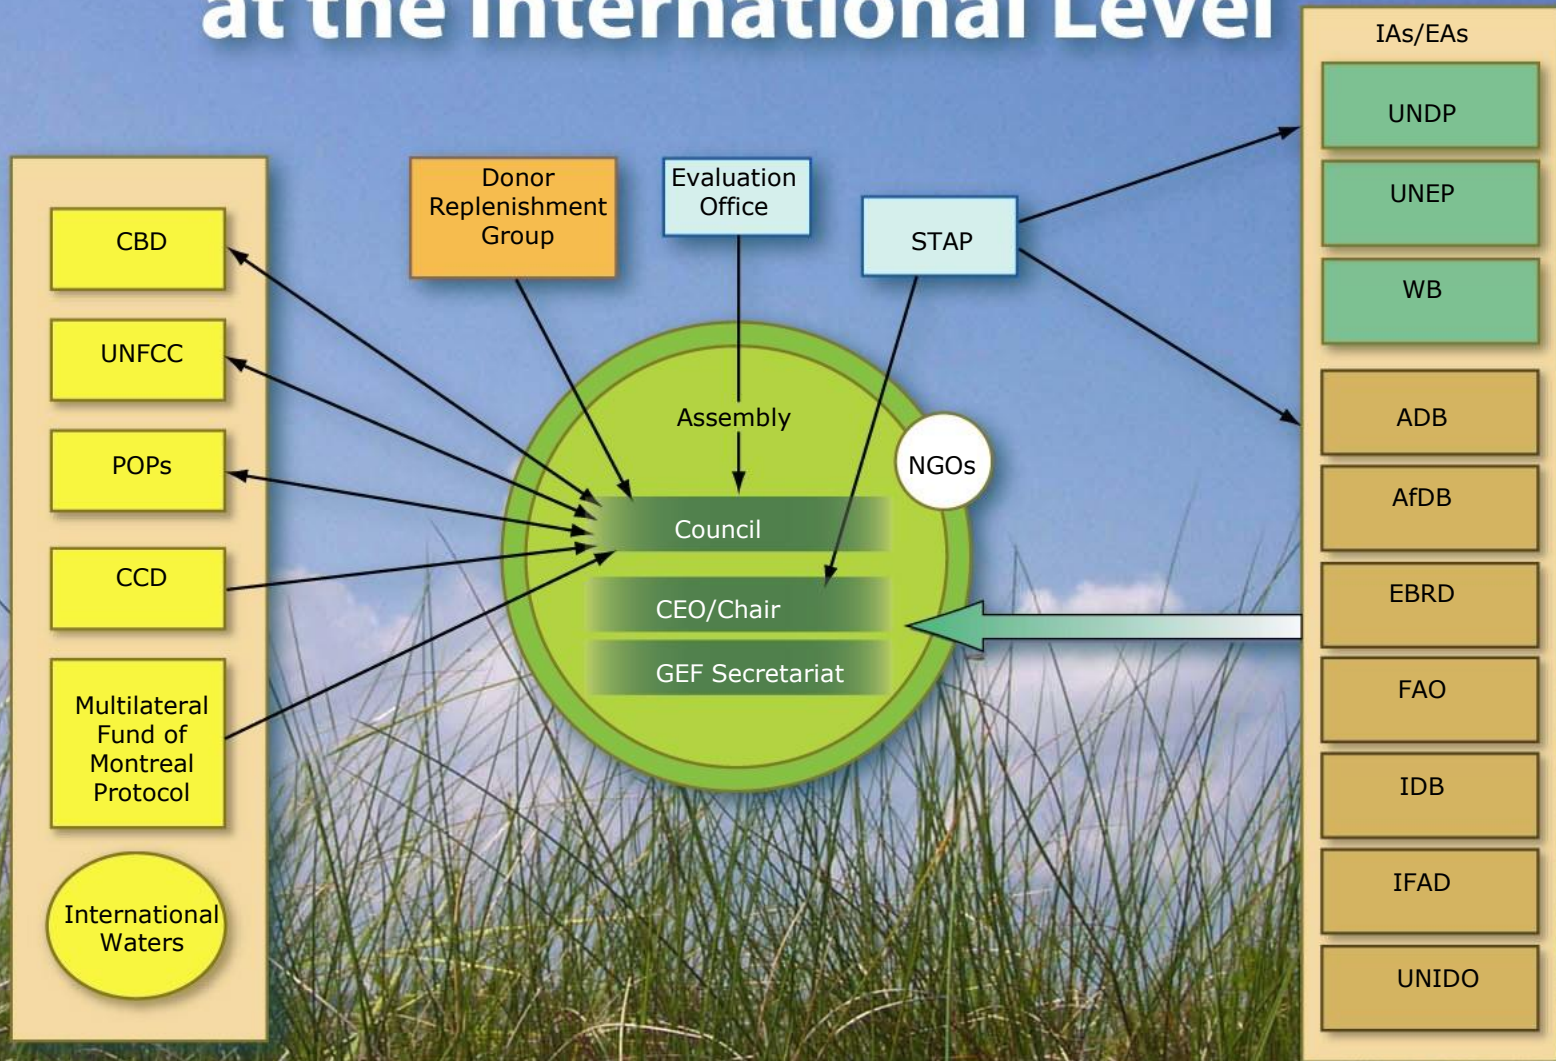 at the International Level
IAs/EAs
UNDP
UNEP
WB
ADB
AfDB
EBRD
FAO
IDB
IFAD
UNIDO
CBD
UNFCC
POPs
CCD
Multilateral
Fund of
Montreal
Protocol
International
Waters
Donor
Replenishment
Group
Evaluation
Office
STAP
Assembly
NGOs
Council
CEO/Chair
GEF Secretariat